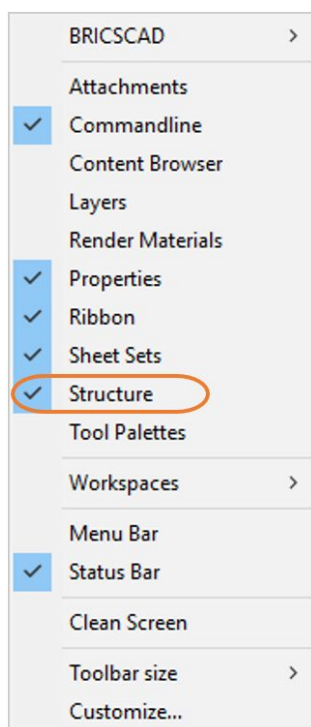 BRICSCAD
Attachments
Commandline
Content Browser
Layers
Render Materials
Properties
Ribbon
Sheet Sets
Structure
Tool Palettes
Workspaces
Menu Bar
Status Bar
Clean Screen
Toolbar size
Customize...